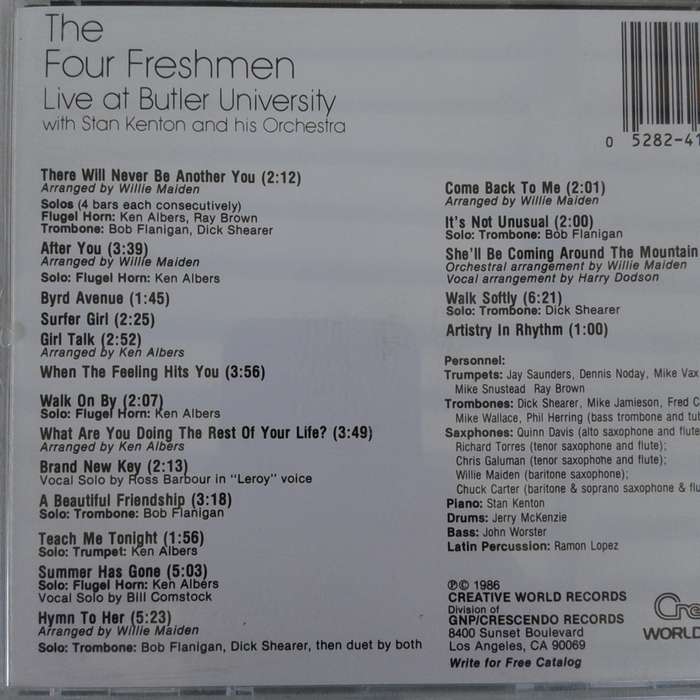 The
Four Freshmen
Live at Butler University
with Stan Kenton and his Orchestra
0 5282-41
There Will Never Be Another You (2:12)
Arranged by Willie Maiden
Solos (4 bars each consecutively)
Flugel Horn: Ken Albers, Ray Brown
Trombone: Bob Flanigan, Dick Shearer
After You (3:39)
Arranged by Willie Maiden
Solo: Flugel Horn: Ken Albers
Byrd Avenue (1:45)
Surfer Girl (2:25)
Girl Talk (2:52)
Arranged by Ken Albers
When The Feeling Hits You (3:56)
Walk On By (2:07)
Solo: Flugel Horn: Ken Albers
What Are You Doing The Rest Of Your Life? (3:49)
Arranged by Ken Albers
Brand New Key (2:13)
Vocal Solo by Ross Barbour in "Leroy" voice
A Beautiful Friendship (3:18)
Solo: Trombone: Bob Flanigan
Teach Me Tonight (1:56)
Solo: Trumpet: Ken Albers
Summer Has Gone (5:03)
Solo: Flugel Horn: Ken Albers
Vocal Solo by Bill Comstock
Hymn To Her (5:23)
Arranged by Willie Maiden
Solo: Trombone: Bob Flanigan, Dick Shearer, then duet by both
Come Back To Me (2:01)
Arranged by Willie Maiden
It's Not Unusual (2:00)
Solo: Trombone: Bob Flanigan
She'll Be Coming Around The Mountain
Orchestral arrangement by Willie Maiden
Vocal arrangement by Harry Dodson
Walk Softly (6:21)
Solo: Trombone: Dick Shearer
Artistry In Rhythm (1:00)
Personnel:
Trumpets: Jay Saunders, Dennis Noday, Mike Vax
Mike Snustead Ray Brown
Trombones: Dick Shearer, Mike Jamieson, Fred C
Mike Wallace, Phil Herring (bass trombone and tub
Saxophones: Quinn Davis (alto saxophone and flute)
Richard Torres (tenor saxophone and flute);
Chris Galuman (tenor saxophone and flute);
Willie Maiden (baritone saxophone);
Chuck Carter (baritone & soprano saxophone & flu
Piano: Stan Kenton
Drums: Jerry McKenzie
Bass: John Worster
Latin Percussion: Ramon Lopez
℗© 1986
CREATIVE WORLD RECORDS
Division of
GNP/CRESCENDO RECORDS
8400 Sunset Boulevard
Los Angeles, CA 90069
Write for Free Catalog
Cre
WORLD